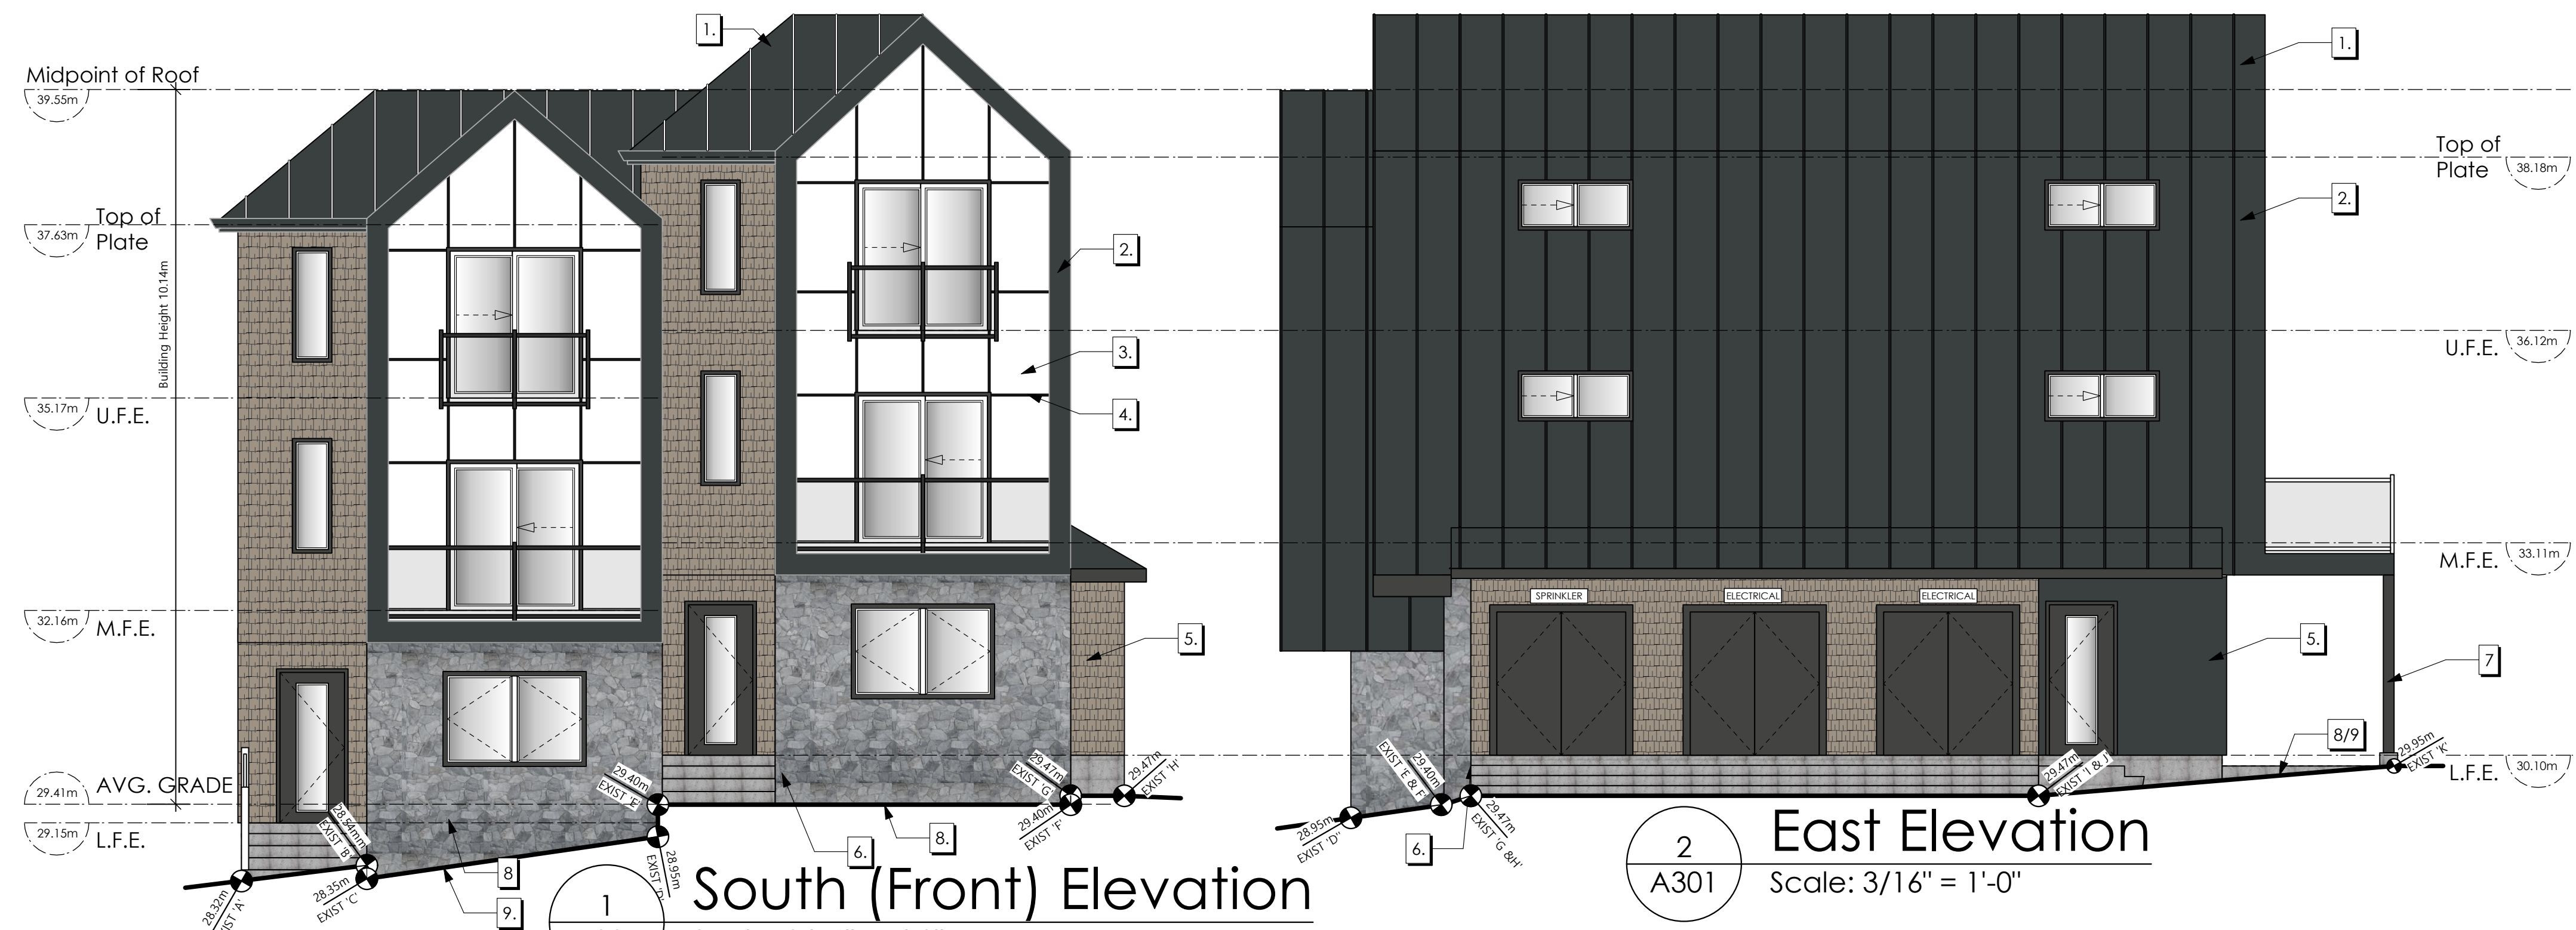 1.
Midpoint of Roof
39.55m
Top of
Plate
37.63m
Building Height 10.14m
2.
3.
4.
35.17m
U.F.E.
32.16m
M.F.E.
5.
AVG. GRADE
29.41m
29.15m
L.F.E.
29.40m
EXIST 'E'
29.47m
EXIST 'G'
29.47m
EXIST 'H'
28.54mm
EXIST 'B'
29.40m
EXIST 'F'
28.32m
28.35m
EXIST 'C'
28.95m
8
9.
6.
8.
1
South (Front) Elevation
1.
Top of
Plate
38.18m
2.
U.F.E.
36.12m
M.F.E.
33.11m
SPRINKLER
ELECTRICAL
ELECTRICAL
5.
7
8/9
29.95m
EXIST 'K'
L.F.E.
30.10m
EXIST 'E & F'
29.40m
29.47m
EXIST 'I & J'
28.95m
EXIST 'D"
29.47m
EXIST 'G &H'
6.
2
A301
East Elevation
Scale: 3/16" = 1'-0"